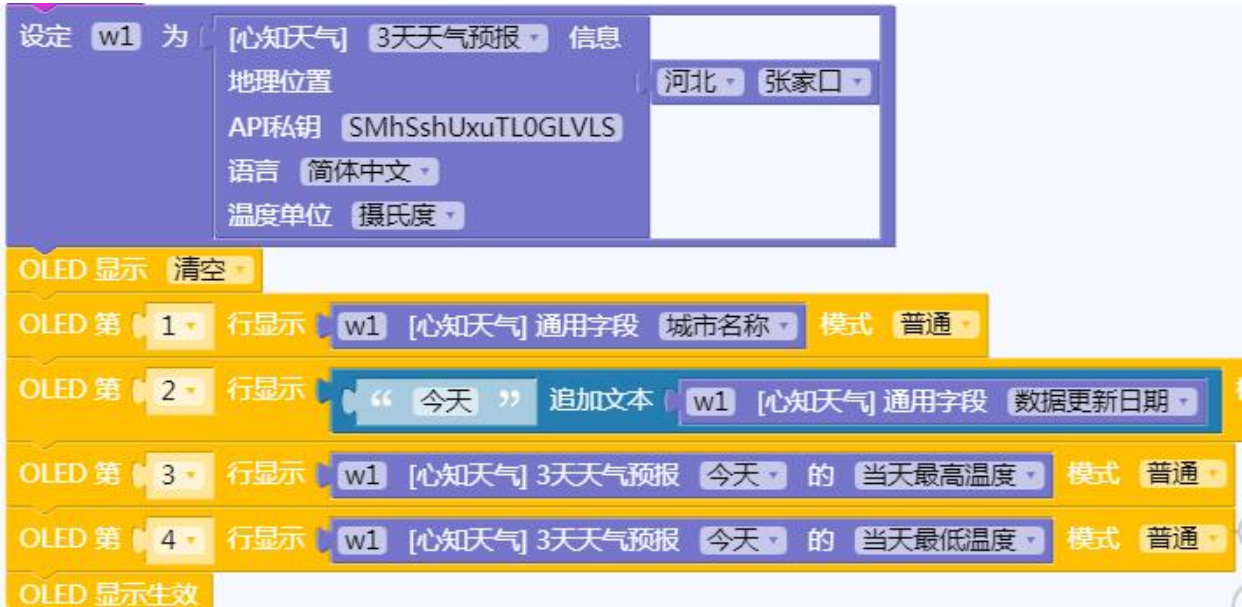 设定 w1 为 [心知天气] 3天天气预报 信息
地理位置 河北 张家口
API私钥 SMhSshUxuTL0GLVLS
语言 简体中文
温度单位 摄氏度
OLED 显示 清空
OLED 第 1 行显示 w1 [心知天气] 通用字段 城市名称 模式 普通
OLED 第 2 行显示 “ 今天 ” 追加文本 w1 [心知天气] 通用字段 数据更新日期
OLED 第 3 行显示 w1 [心知天气] 3天天气预报 今天 的 当天最高温度 模式 普通
OLED 第 4 行显示 w1 [心知天气] 3天天气预报 今天 的 当天最低温度 模式 普通
OLED 显示生效